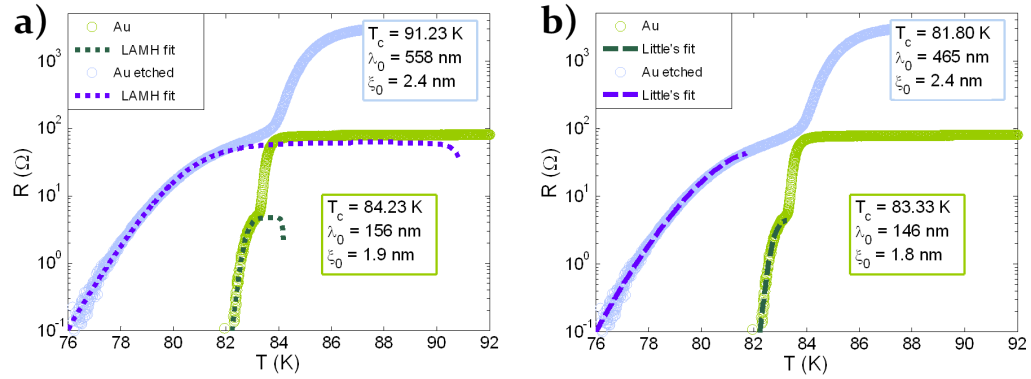 a)
Au
LAMH fit
Au etched
LAMH fit
T_c = 91.23 K
λ_0 = 558 nm
ξ_0 = 2.4 nm
T_c = 84.23 K
λ_0 = 156 nm
ξ_0 = 1.9 nm
R (Ω)
10^3
10^2
10^1
10^0
10^-1
76 78 80 82 84 86 88 90 92
T (K)
b)
Au
Little's fit
Au etched
Little's fit
T_c = 81.80 K
λ_0 = 465 nm
ξ_0 = 2.4 nm
T_c = 83.33 K
λ_0 = 146 nm
ξ_0 = 1.8 nm
R (Ω)
10^3
10^2
10^1
10^0
10^-1
76 78 80 82 84 86 88 90 92
T (K)